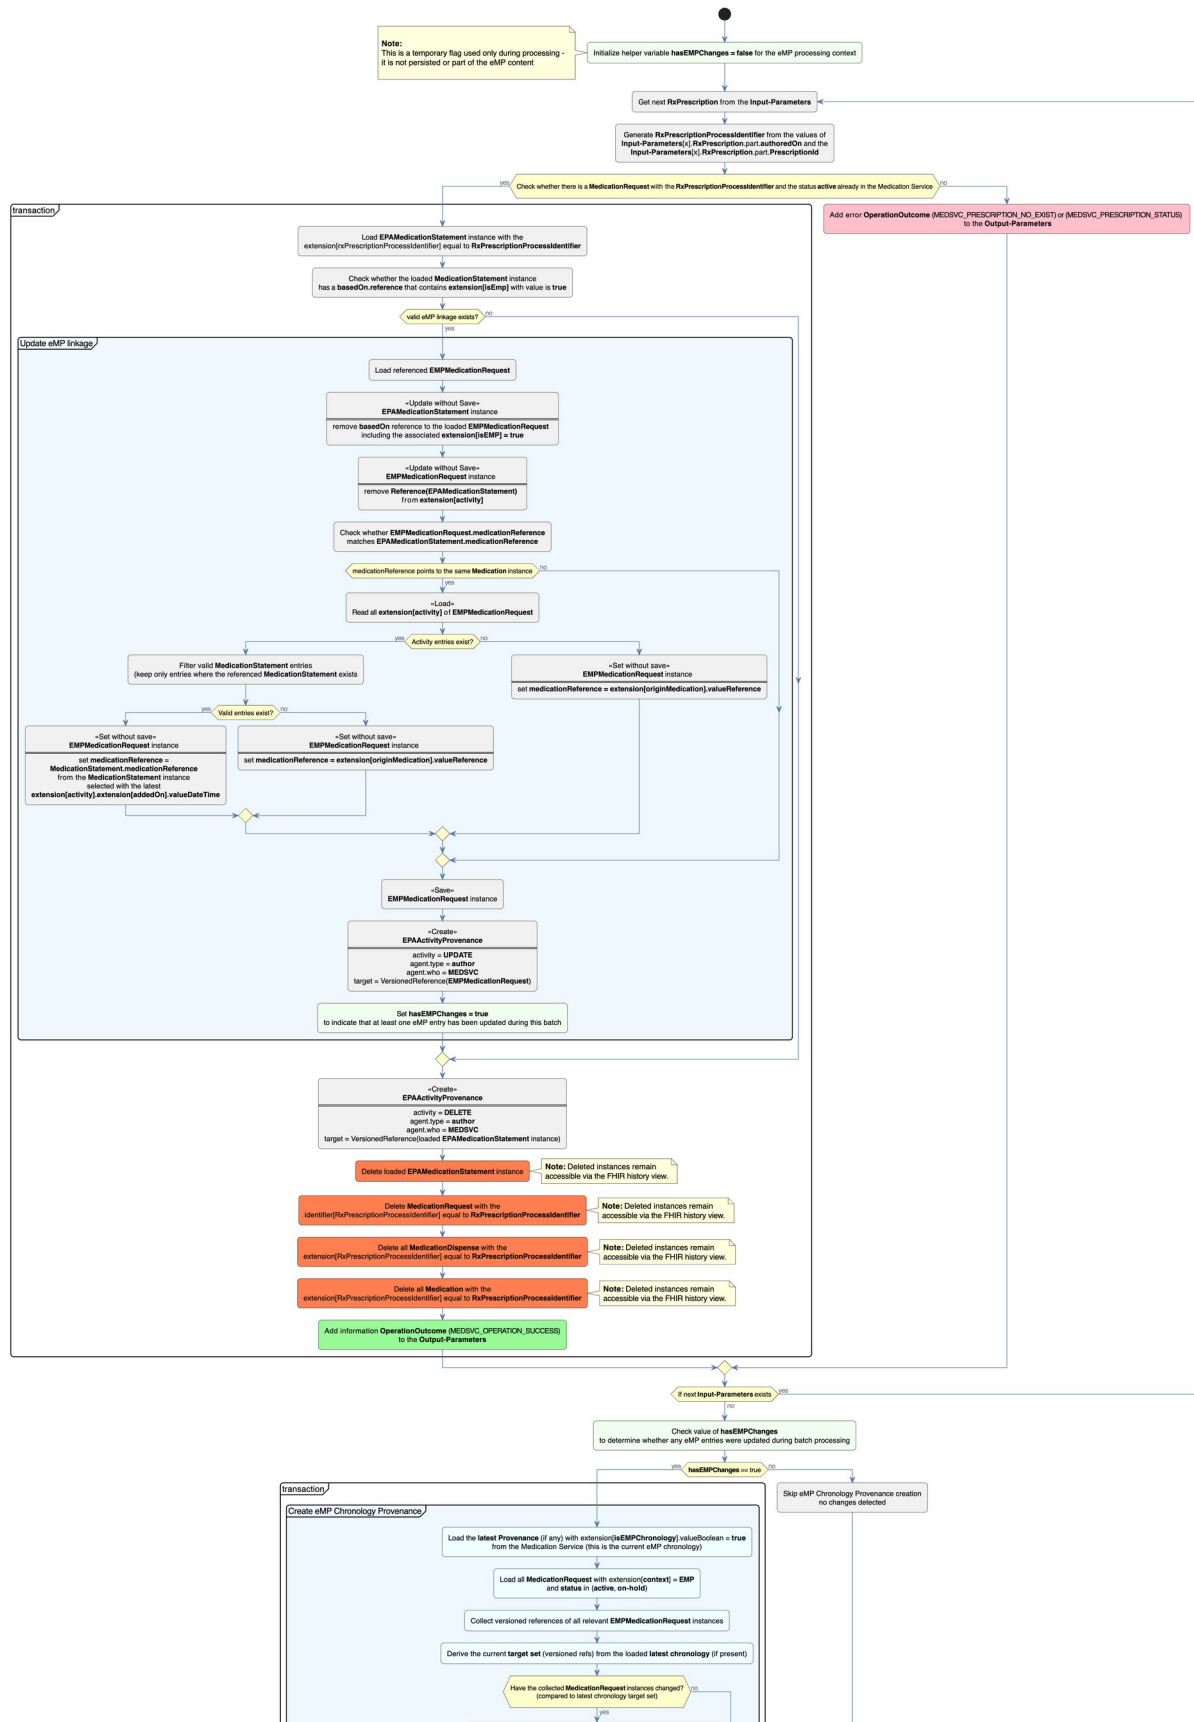 Note:
This is a temporary flag used only during processing -
it is not persisted or part of the eMP content
Initialize helper variable hasEMPChanges = false for the eMP processing context
Get next RxPrescription from the Input-Parameters
Generate RxPrescriptionProcessIdentifier from the values of
Input-Parameters[x].RxPrescription.part.authoredOn and the
Input-Parameters[x].RxPrescription.part.PrescriptionId
yes
Check whether there is a MedicationRequest with the RxPrescriptionProcessIdentifier and the status active already in the Medication Service
no
transaction
Add error OperationOutcome (MEDSVC_PRESCRIPTION_NO_EXIST) or (MEDSVC_PRESCRIPTION_STATUS)
to the Output-Parameters
Load EPAMedicationStatement instance with the
extension[rxPrescriptionProcessIdentifier] equal to RxPrescriptionProcessIdentifier
Check whether the loaded MedicationStatement instance
has a basedOn.reference that contains extension[isEmp] with value is true
valid eMP linkage exists?
no
yes
Update eMP linkage
Load referenced EMPMedicationRequest
«Update without Save»
EPAMedicationStatement instance
remove basedOn reference to the loaded EMPMedicationRequest
including the associated extension[isEMP] = true
«Update without Save»
EMPMedicationRequest instance
remove Reference(EPAMedicationStatement)
from extension[activity]
Check whether EMPMedicationRequest.medicationReference
matches EPAMedicationStatement.medicationReference
medicationReference points to the same Medication instance
no
yes
«Load»
Read all extension[activity] of EMPMedicationRequest
yes
Activity entries exist?
no
Filter valid MedicationStatement entries
(keep only entries where the referenced MedicationStatement exists
«Set without save»
EMPMedicationRequest instance
set medicationReference = extension[originMedication].valueReference
yes
Valid entries exist?
no
«Set without save»
EMPMedicationRequest instance
set medicationReference =
MedicationStatement.medicationReference
from the MedicationStatement instance
selected with the latest
extension[activity].extension[addedOn].valueDateTime
«Set without save»
EMPMedicationRequest instance
set medicationReference = extension[originMedication].valueReference
«Save»
EMPMedicationRequest instance
«Create»
EPAActivityProvenance
activity = UPDATE
agent.type = author
agent.who = MEDSVC
target = VersionedReference(EMPMedicationRequest)
Set hasEMPChanges = true
to indicate that at least one eMP entry has been updated during this batch
«Create»
EPAActivityProvenance
activity = DELETE
agent.type = author
agent.who = MEDSVC
target = VersionedReference(loaded EPAMedicationStatement instance)
Delete loaded EPAMedicationStatement instance
Note: Deleted instances remain
accessible via the FHIR history view.
Delete MedicationRequest with the
identifier[RxPrescriptionProcessIdentifier] equal to RxPrescriptionProcessIdentifier
Note: Deleted instances remain
accessible via the FHIR history view.
Delete all MedicationDispense with the
extension[RxPrescriptionProcessIdentifier] equal to RxPrescriptionProcessIdentifier
Note: Deleted instances remain
accessible via the FHIR history view.
Delete all Medication with the
extension[RxPrescriptionProcessIdentifier] equal to RxPrescriptionProcessIdentifier
Note: Deleted instances remain
accessible via the FHIR history view.
Add information OperationOutcome (MEDSVC_OPERATION_SUCCESS)
to the Output-Parameters
If next Input-Parameters exists
yes
no
Check value of hasEMPChanges
to determine whether any eMP entries were updated during batch processing
yes
hasEMPChanges == true
no
transaction
Skip eMP Chronology Provenance creation
no changes detected
Create eMP Chronology Provenance
Load the latest Provenance (if any) with extension[isEMPChronology].valueBoolean = true
from the Medication Service (this is the current eMP chronology)
Load all MedicationRequest with extension[context] = EMP
and status in (active, on-hold)
Collect versioned references of all relevant EMPMedicationRequest instances
Derive the current target set (versioned refs) from the loaded latest chronology (if present)
Have the collected MedicationRequest instances changed?
(compared to latest chronology target set)
no
yes